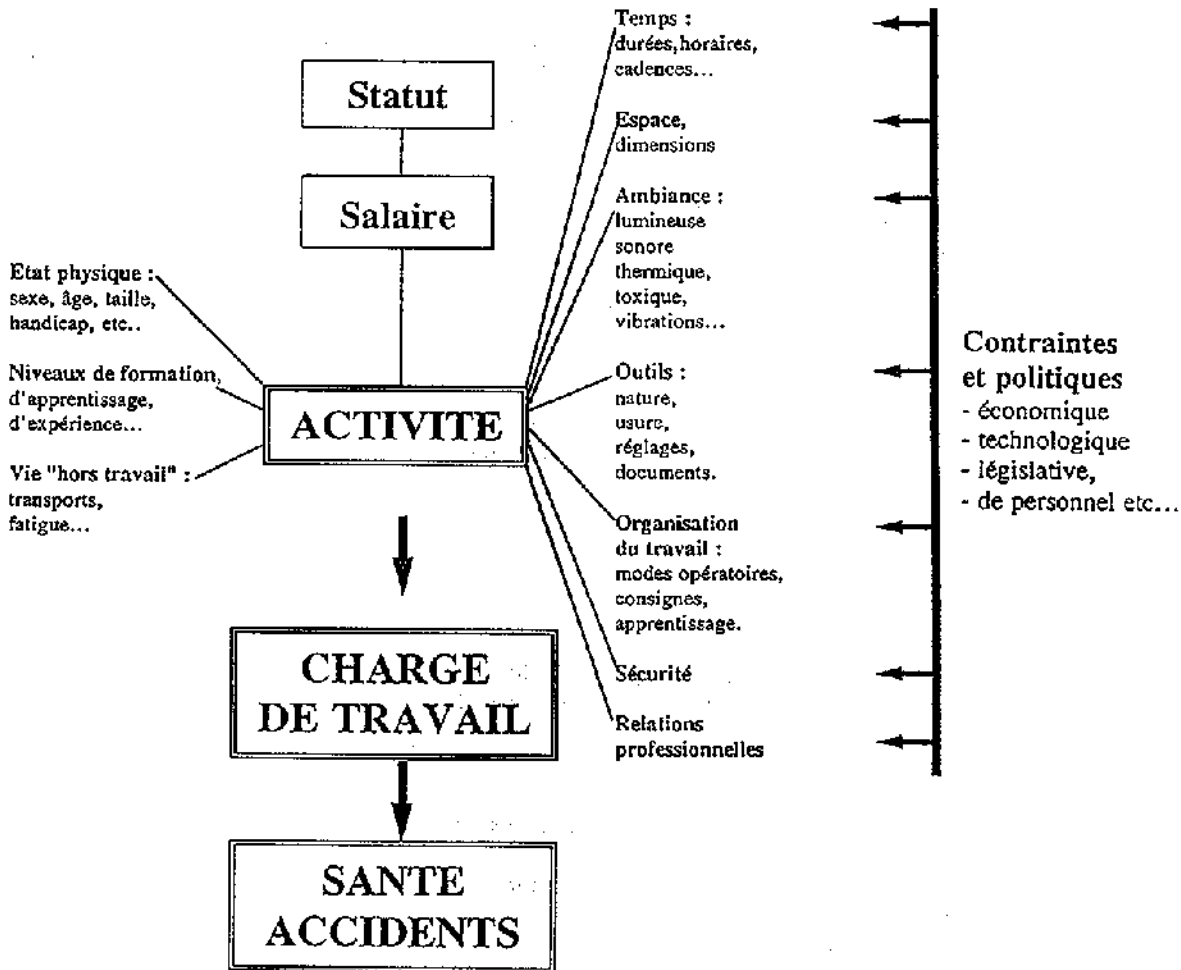 Statut
Salaire
Etat physique :
sexe, âge, taille,
handicap, etc..
Niveaux de formation,
d'apprentissage,
d'expérience...
Vie "hors travail" :
transports,
fatigue...
ACTIVITE
CHARGE
DE TRAVAIL
SANTE
ACCIDENTS
Temps :
durées,horaires,
cadences...
Espace,
dimensions
Ambiance :
lumineuse
sonore
thermique,
toxique,
vibrations...
Outils :
nature,
usure,
réglages,
documents.
Organisation
du travail :
modes opératoires,
consignes,
apprentissage.
Sécurité
Relations
professionnelles
Contraintes
et politiques
- économique
- technologique
- législative,
- de personnel etc...